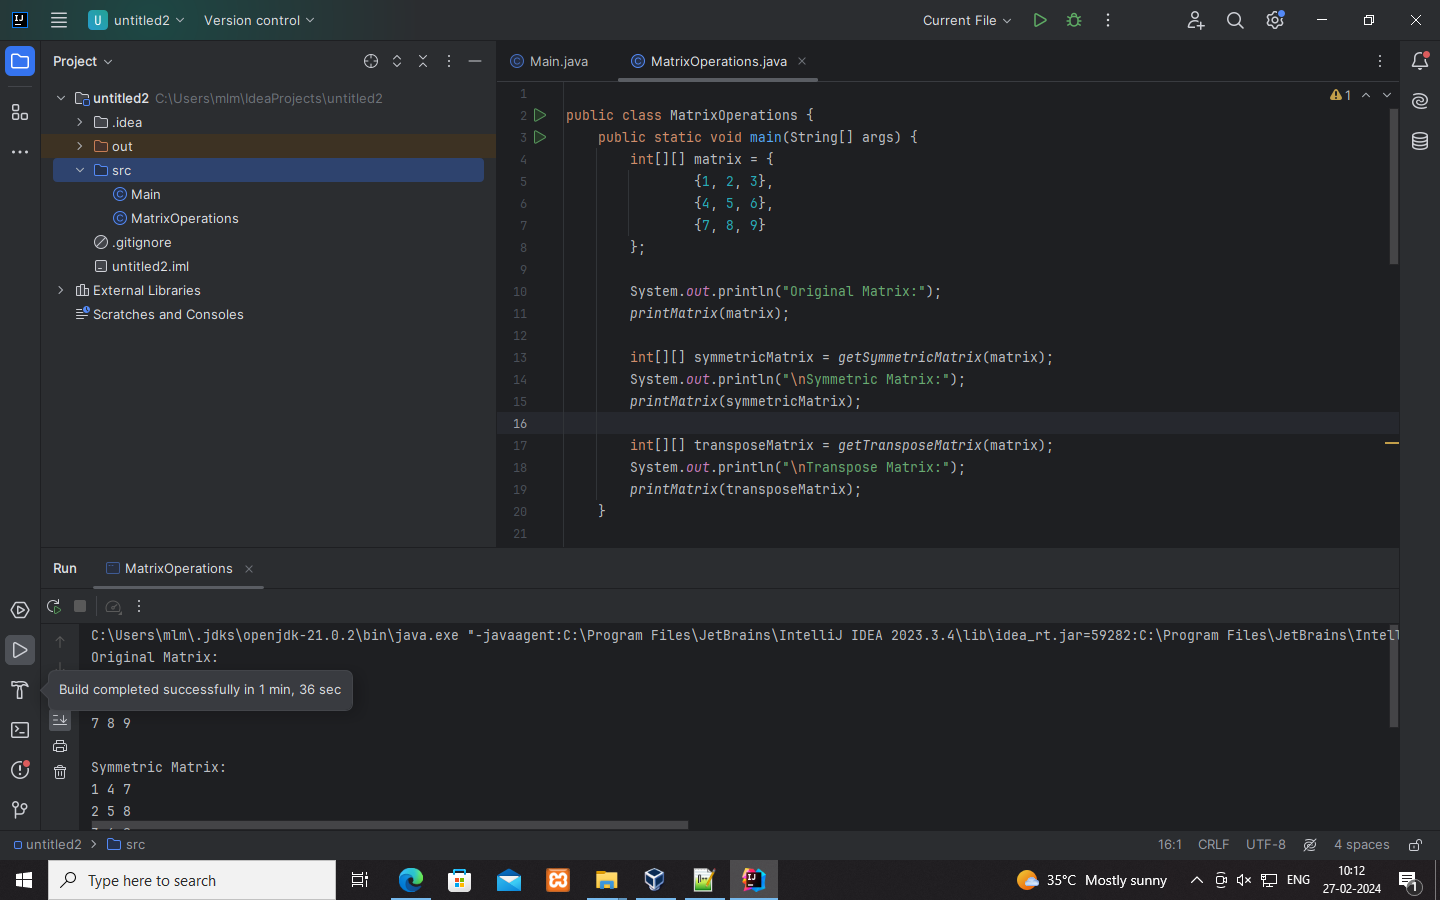 U untitled2 Version control Current File
Project
Main.java MatrixOperations.java
untitled2 C:\Users\mlm\IdeaProjects\untitled2
.idea
out
src
Main
MatrixOperations
.gitignore
untitled2.iml
External Libraries
Scratches and Consoles
1
1
2 public class MatrixOperations {
3 public static void main(String[] args) {
4 int[][] matrix = {
5 {1, 2, 3},
6 {4, 5, 6},
7 {7, 8, 9}
8 };
9
10 System.out.println("Original Matrix:");
11 printMatrix(matrix);
12
13 int[][] symmetricMatrix = getSymmetricMatrix(matrix);
14 System.out.println("\nSymmetric Matrix:");
15 printMatrix(symmetricMatrix);
16
17 int[][] transposeMatrix = getTransposeMatrix(matrix);
18 System.out.println("\nTranspose Matrix:");
19 printMatrix(transposeMatrix);
20 }
21
Run MatrixOperations
C:\Users\mlm\.jdks\openjdk-21.0.2\bin\java.exe "-javaagent:C:\Program Files\JetBrains\IntelliJ IDEA 2023.3.4\lib\idea_rt.jar=59282:C:\Program Files\JetBrains\Intell
Original Matrix:
Build completed successfully in 1 min, 36 sec
7 8 9
Symmetric Matrix:
1 4 7
2 5 8
untitled2 src 16:1 CRLF UTF-8 4 spaces
Type here to search 35°C Mostly sunny ENG 10:12
27-02-2024 1